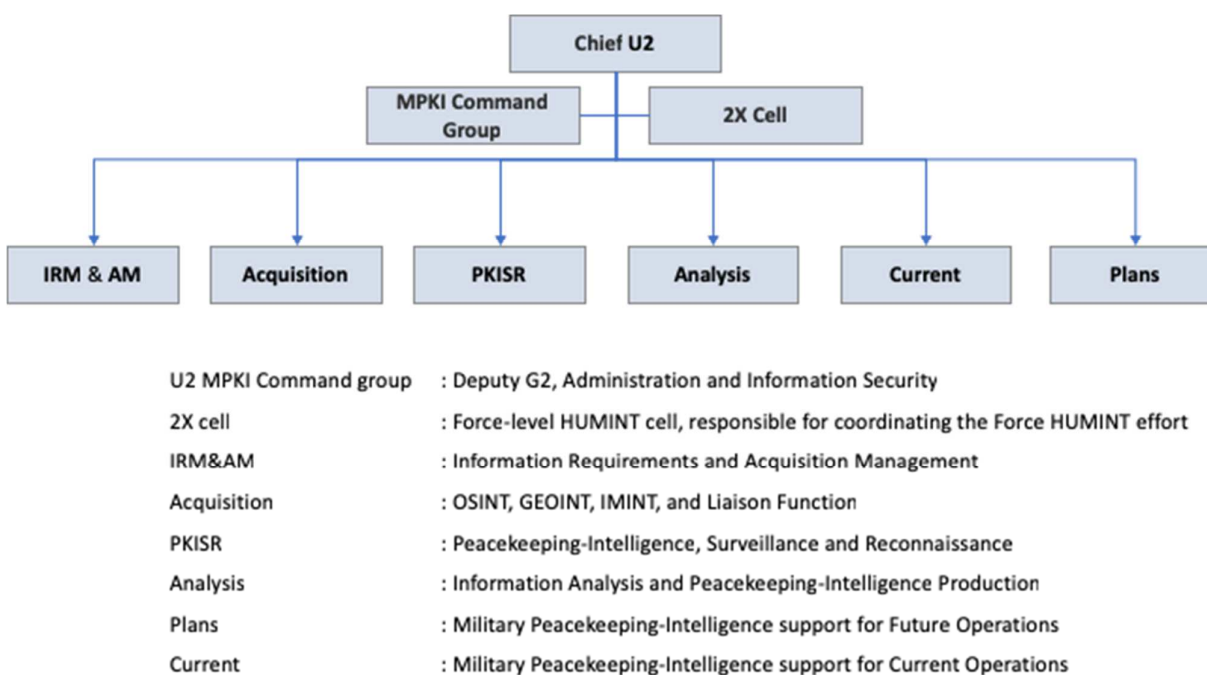 Chief U2
MPKI Command
Group
2X Cell
IRM & AM
Acquisition
PKISR
Analysis
Current
Plans
U2 MPKI Command group : Deputy G2, Administration and Information Security
2X cell : Force-level HUMINT cell, responsible for coordinating the Force HUMINT effort
IRM&AM : Information Requirements and Acquisition Management
Acquisition : OSINT, GEOINT, IMINT, and Liaison Function
PKISR : Peacekeeping-Intelligence, Surveillance and Reconnaissance
Analysis : Information Analysis and Peacekeeping-Intelligence Production
Plans : Military Peacekeeping-Intelligence support for Future Operations
Current : Military Peacekeeping-Intelligence support for Current Operations